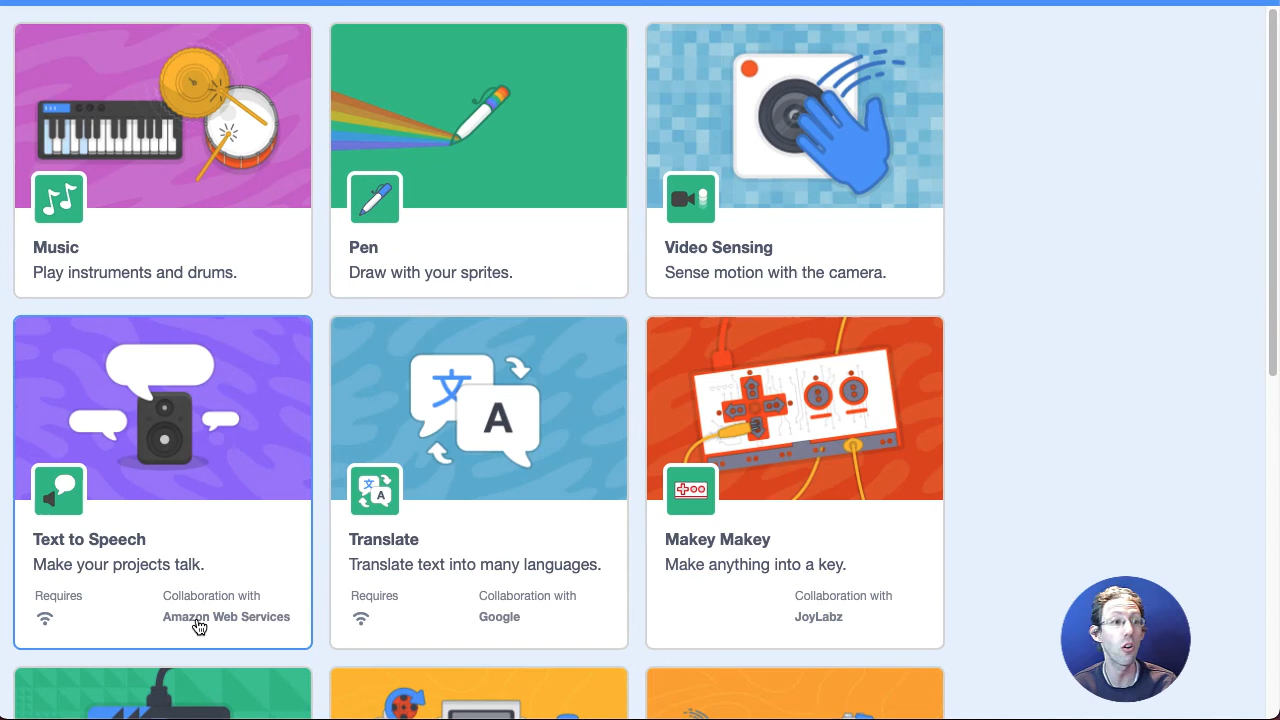 Music
Play instruments and drums.
Pen
Draw with your sprites.
Video Sensing
Sense motion with the camera.
文
A
文
A
Text to Speech
Make your projects talk.
Requires
Collaboration with
Amazon Web Services
Translate
Translate text into many languages.
Requires
Collaboration with
Google
Makey Makey
Make anything into a key.
Collaboration with
JoyLabz